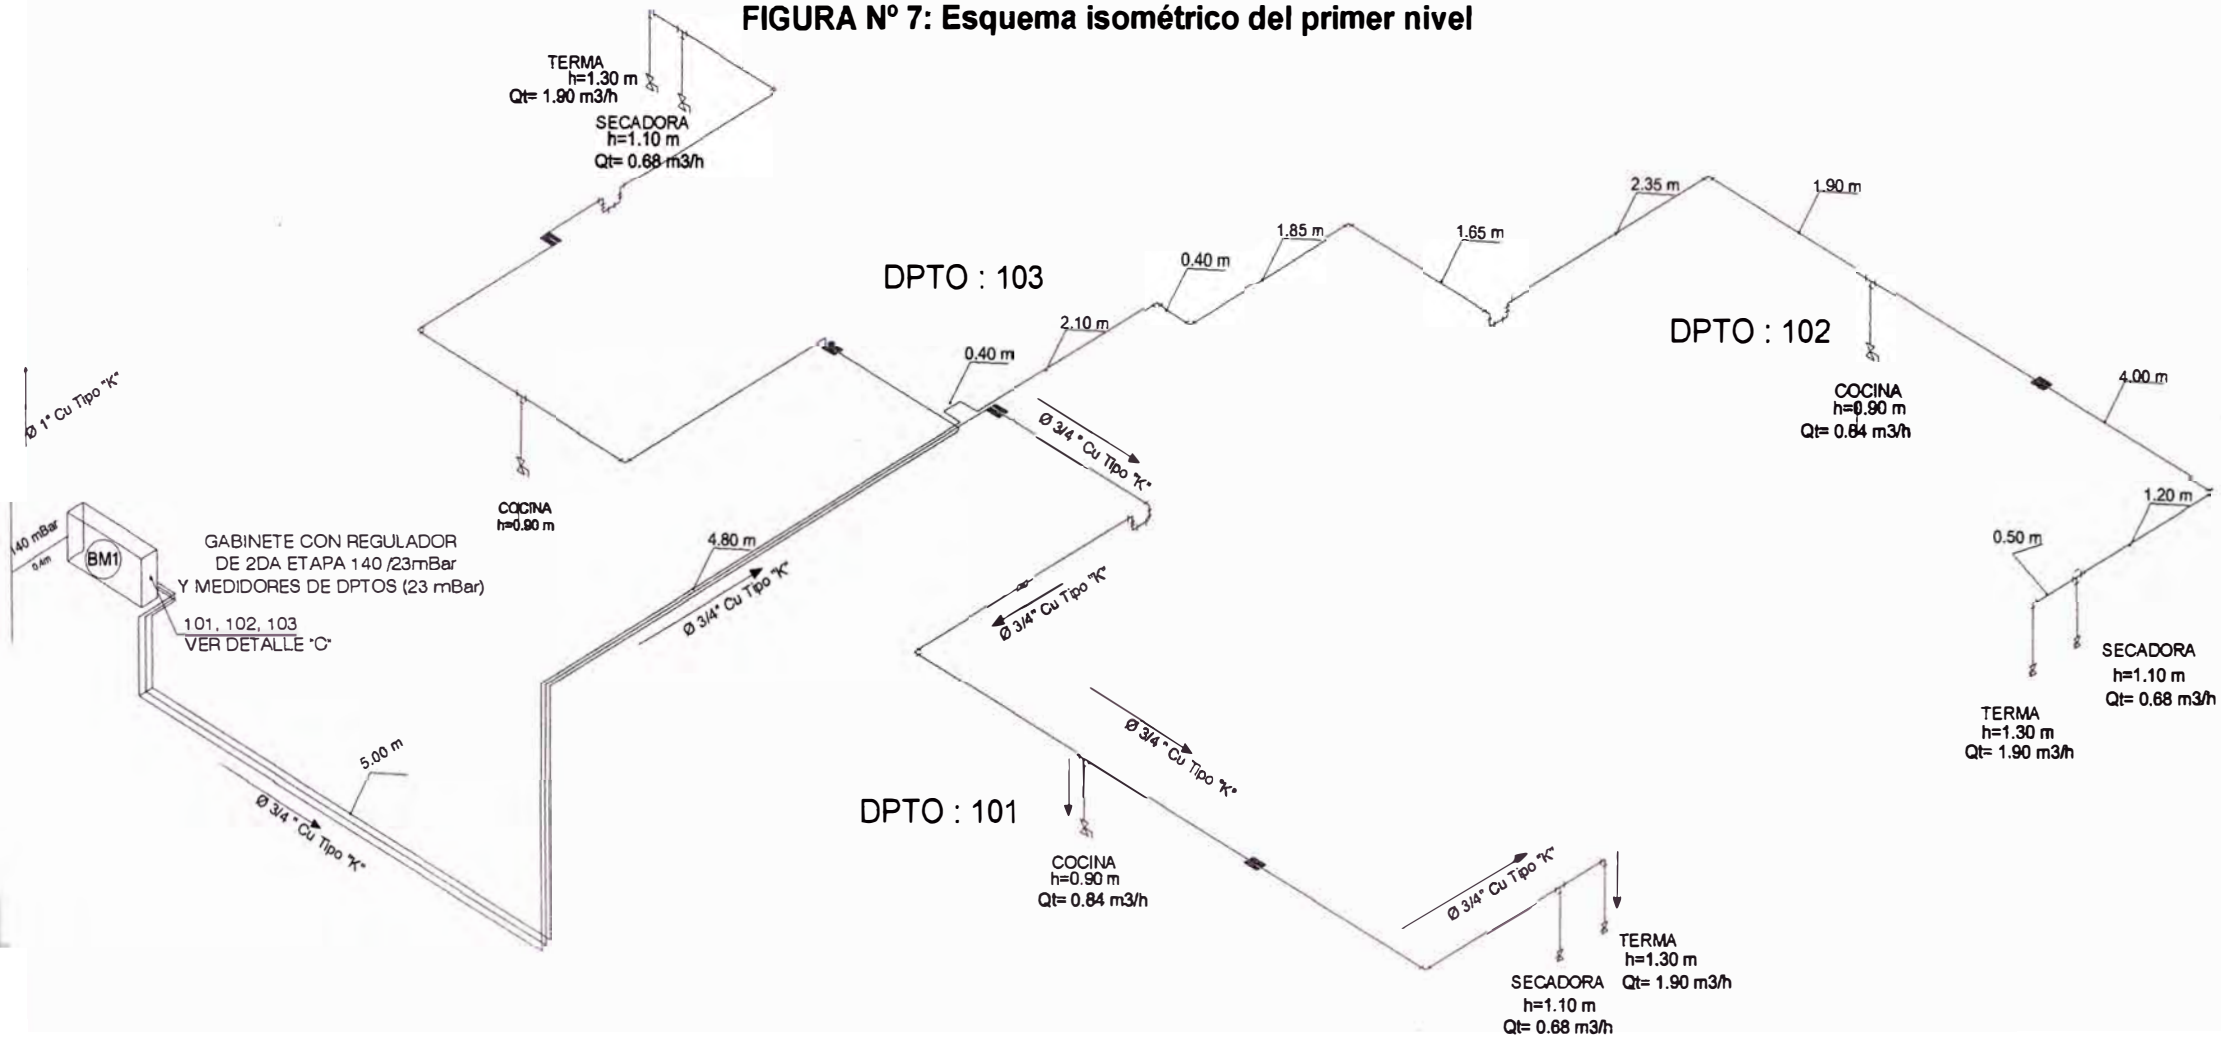 FIGURA Nº 7: Esquema isométrico del primer nivel
TERMA
h=1.30 m
Qt= 1.90 m3/h
SECADORA
h=1.10 m
Qt= 0.68 m3/h
DPTO : 103
COCINA
h=0.90 m
Ø 1" Cu Tipo "K"
140 mBar
0.4m
BM1
GABINETE CON REGULADOR
DE 2DA ETAPA 140 /23mBar
Y MEDIDORES DE DPTOS (23 mBar)
101, 102, 103
VER DETALLE "C"
5.00 m
Ø 3/4" Cu Tipo "K"
4.80 m
Ø 3/4" Cu Tipo "K"
0.40 m
2.10 m
0.40 m
1.85 m
1.65 m
2.35 m
1.90 m
DPTO : 102
COCINA
h=0.90 m
Qt= 0.84 m3/h
4.00 m
1.20 m
0.50 m
SECADORA
h=1.10 m
Qt= 0.68 m3/h
TERMA
h=1.30 m
Qt= 1.90 m3/h
Ø 3/4" Cu Tipo "K"
Ø 3/4" Cu Tipo "K"
Ø 3/4" Cu Tipo "K"
DPTO : 101
COCINA
h=0.90 m
Qt= 0.84 m3/h
Ø 3/4" Cu Tipo "K"
TERMA
h=1.30 m
Qt= 1.90 m3/h
SECADORA
h=1.10 m
Qt= 0.68 m3/h